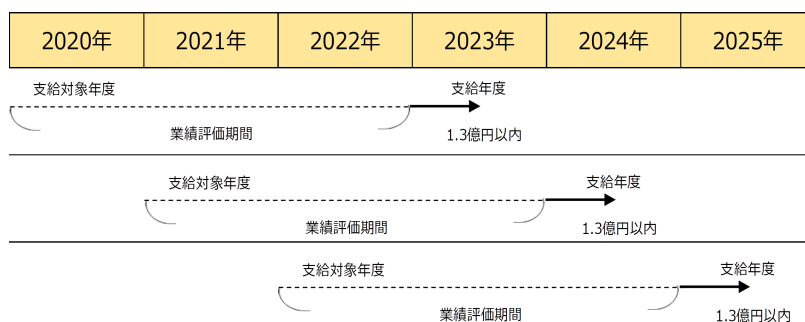 2020年 2021年 2022年 2023年 2024年 2025年
支給対象年度 支給年度
業績評価期間 1.3億円以内
支給対象年度 支給年度
業績評価期間 1.3億円以内
支給対象年度 支給年度
業績評価期間 1.3億円以内